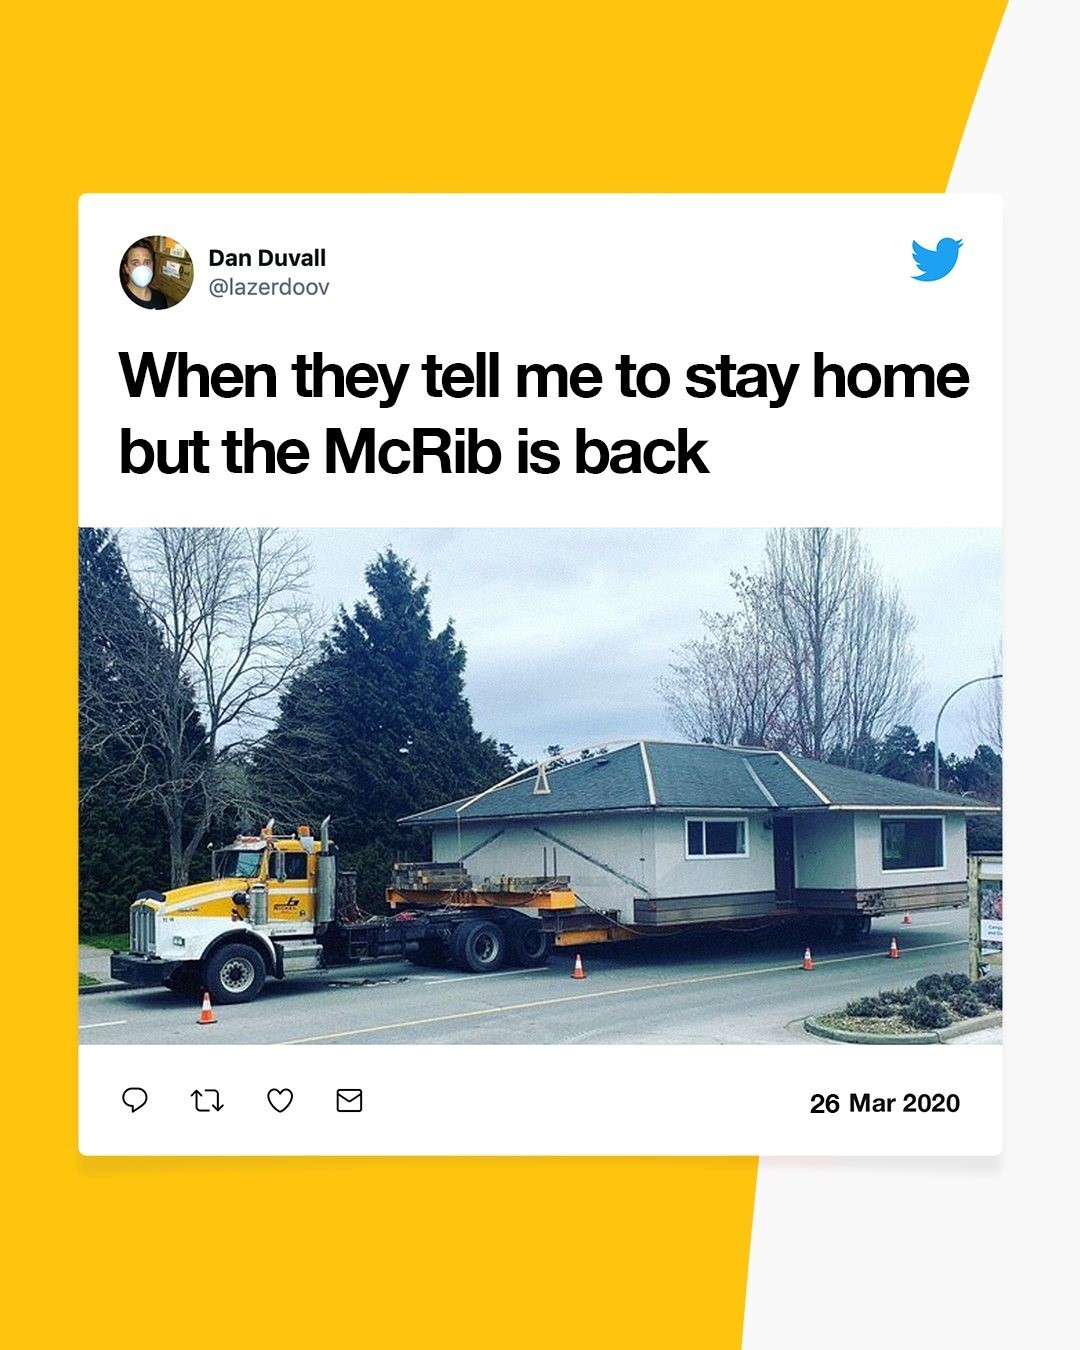 Dan Duvall
@lazerdoov
When they tell me to stay home
but the McRib is back
26 Mar 2020